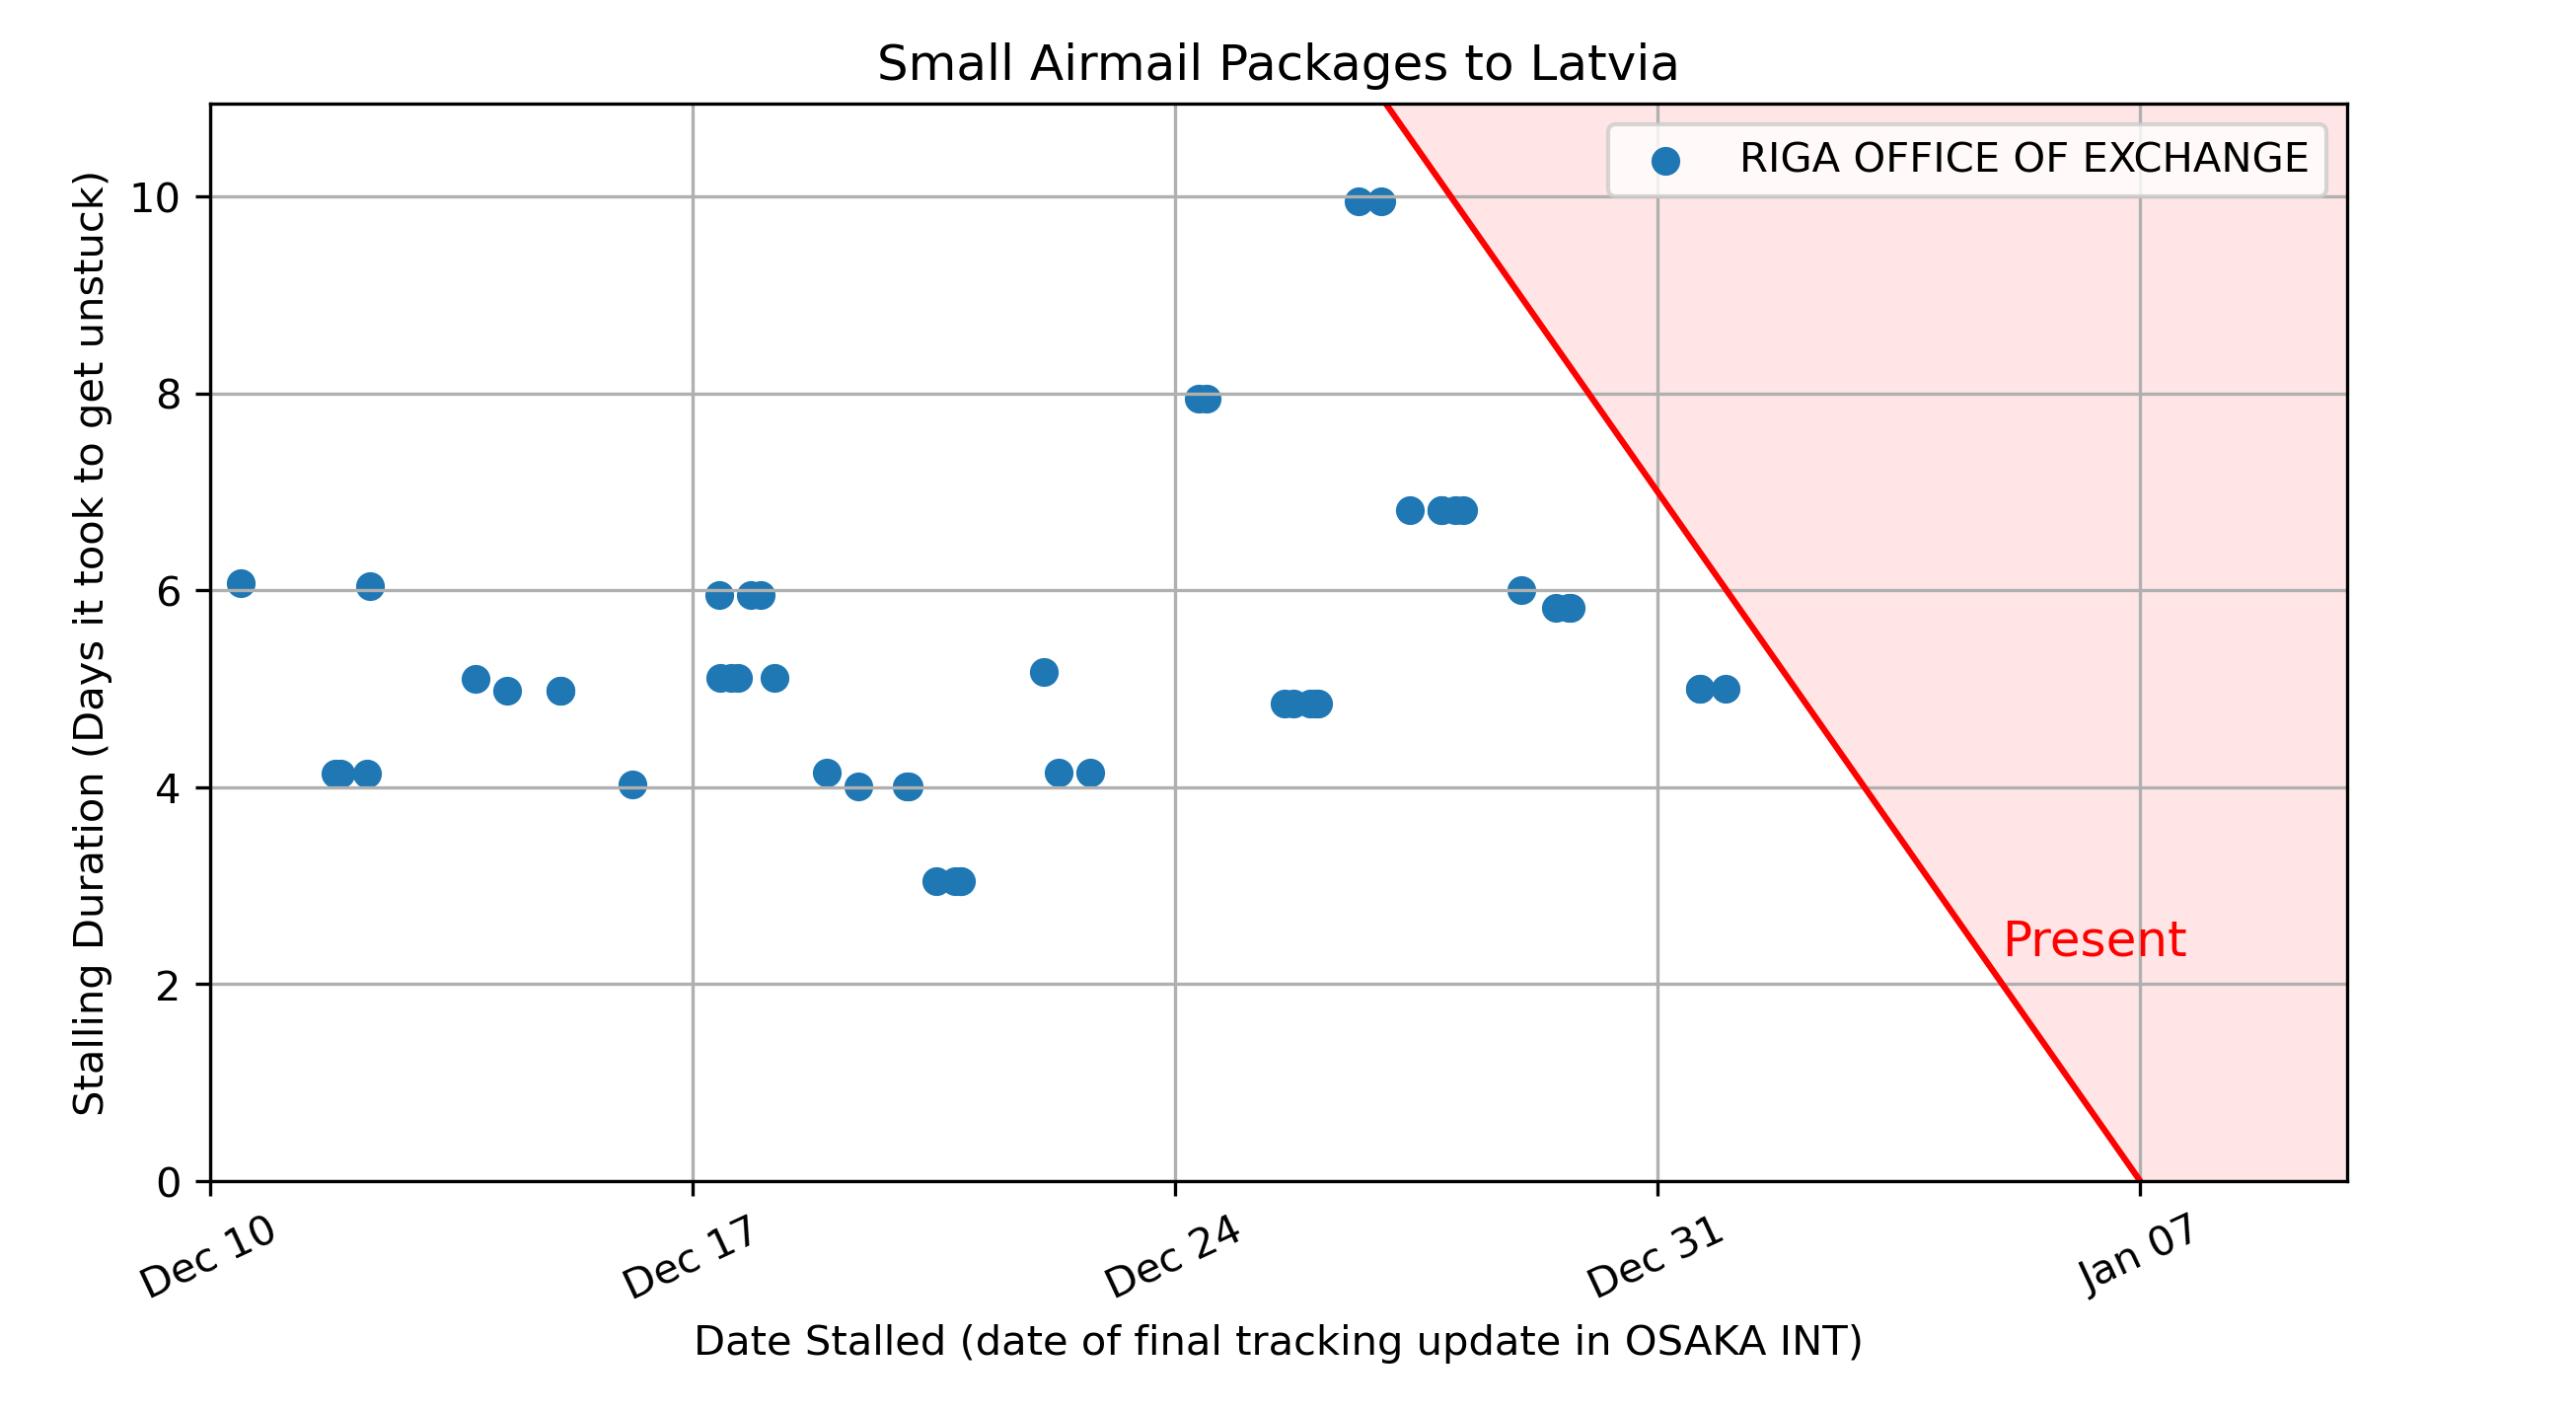 Small Airmail Packages to Latvia
RIGA OFFICE OF EXCHANGE
Stalling Duration (Days it took to get unstuck)
10
8
6
4
2
0
Present
Dec 10
Dec 17
Dec 24
Dec 31
Jan 07
Date Stalled (date of final tracking update in OSAKA INT)